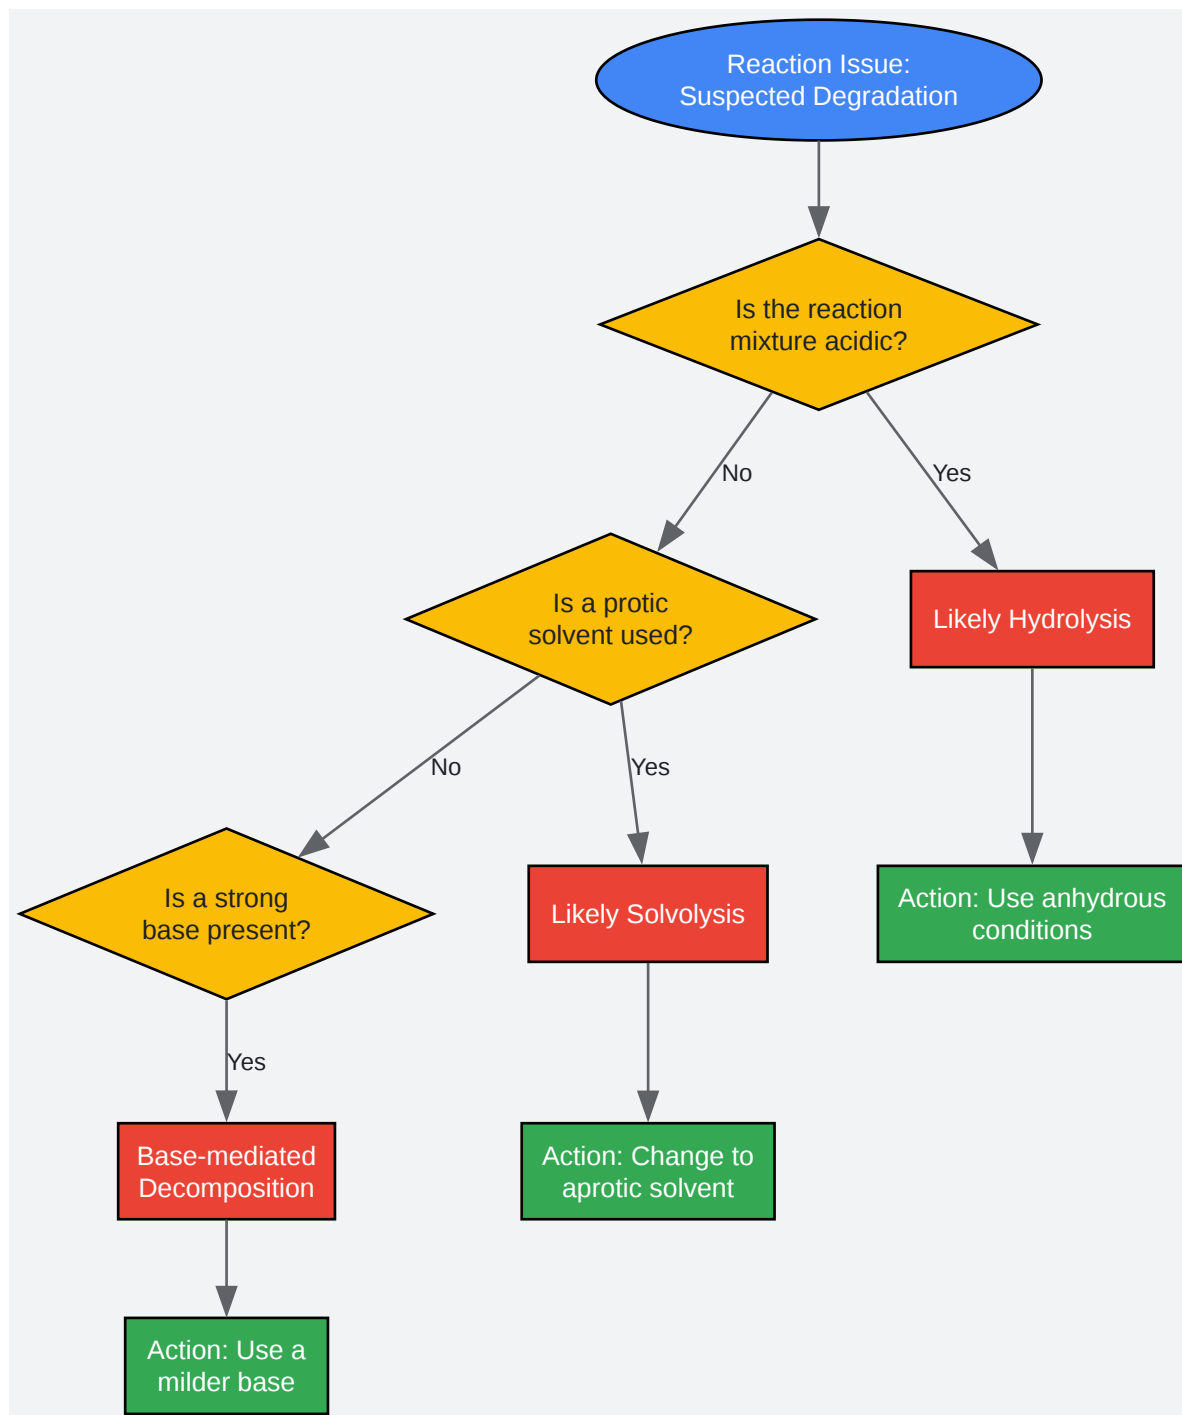 Reaction Issue:
Suspected Degradation
Is the reaction
mixture acidic?
No
Yes
Is a protic
solvent used?
Likely Hydrolysis
No
Yes
Is a strong
base present?
Likely Solvolysis
Action: Use anhydrous
conditions
Yes
Base-mediated
Decomposition
Action: Change to
aprotic solvent
Action: Use a
milder base